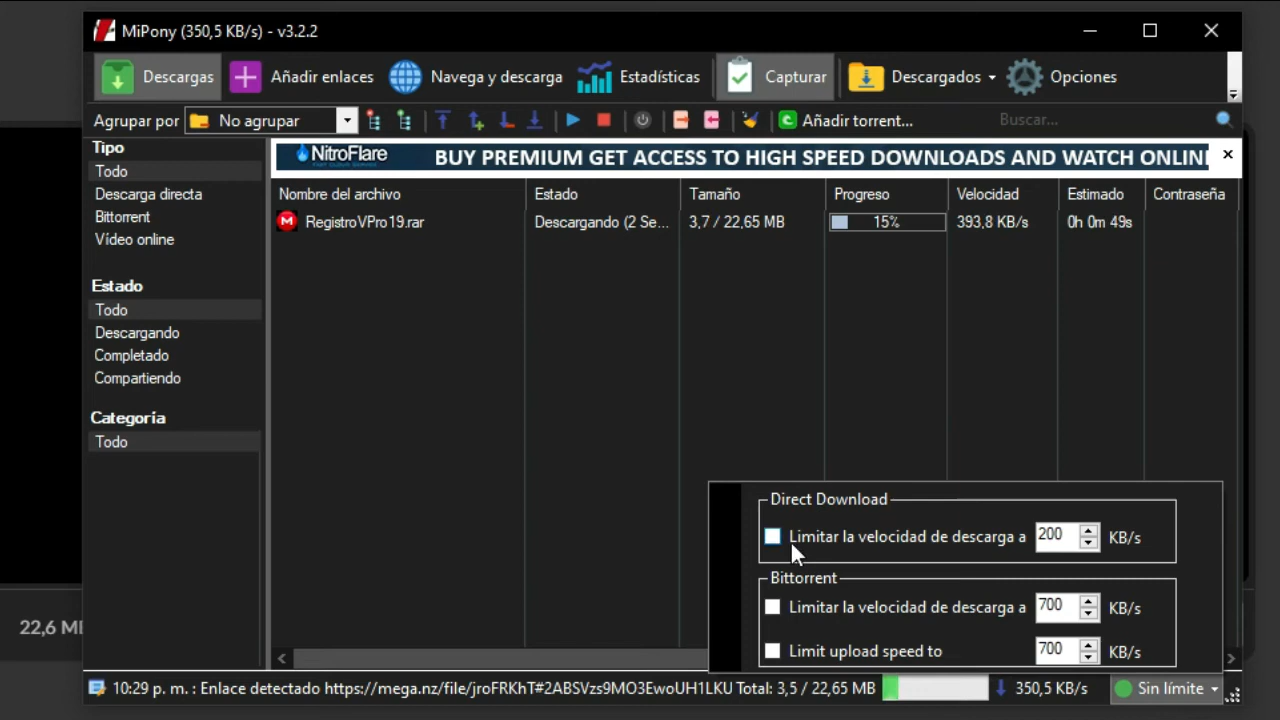 MiPony (350,5 KB/s) - v3.2.2
Descargas
Añadir enlaces
Navega y descarga
Estadísticas
Capturar
Descargados
Opciones
Agrupar por
No agrupar
Añadir torrent...
Buscar...
Tipo
Todo
Descarga directa
Bittorrent
Vídeo online
Estado
Todo
Descargando
Completado
Compartiendo
Categoría
Todo
NitroFlare
BUY PREMIUM GET ACCESS TO HIGH SPEED DOWNLOADS AND WATCH ONLIN
Nombre del archivo Estado Tamaño Progreso Velocidad Estimado Contraseña
RegistroVPro19.rar Descargando (2 Se... 3,7 / 22,65 MB 15% 393,8 KB/s 0h 0m 49s
Direct Download
Limitar la velocidad de descarga a 200 KB/s
Bittorrent
Limitar la velocidad de descarga a 700 KB/s
Limit upload speed to 700 KB/s
22,6 M
10:29 p. m. : Enlace detectado https://mega.nz/file/jroFRKhT#2ABSVzs9MO3EwoUH1LKU Total: 3,5 / 22,65 MB 350,5 KB/s Sin límite